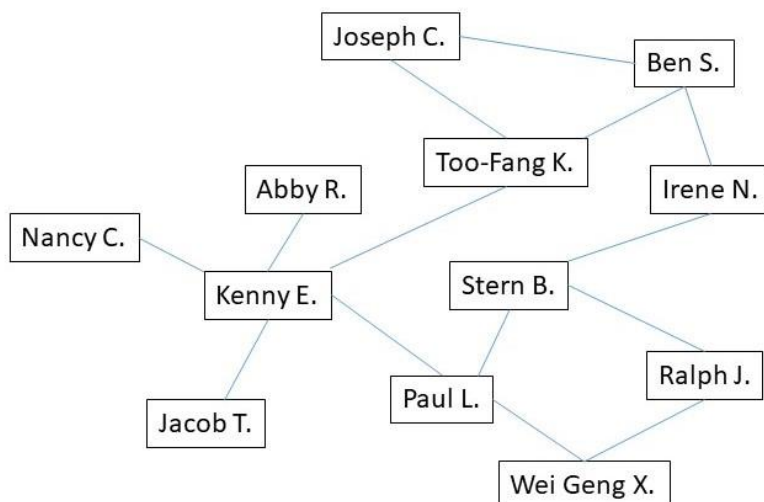 Joseph C.
Ben S.
Too-Fang K.
Abby R.
Irene N.
Nancy C.
Kenny E.
Stern B.
Paul L.
Ralph J.
Jacob T.
Wei Geng X.